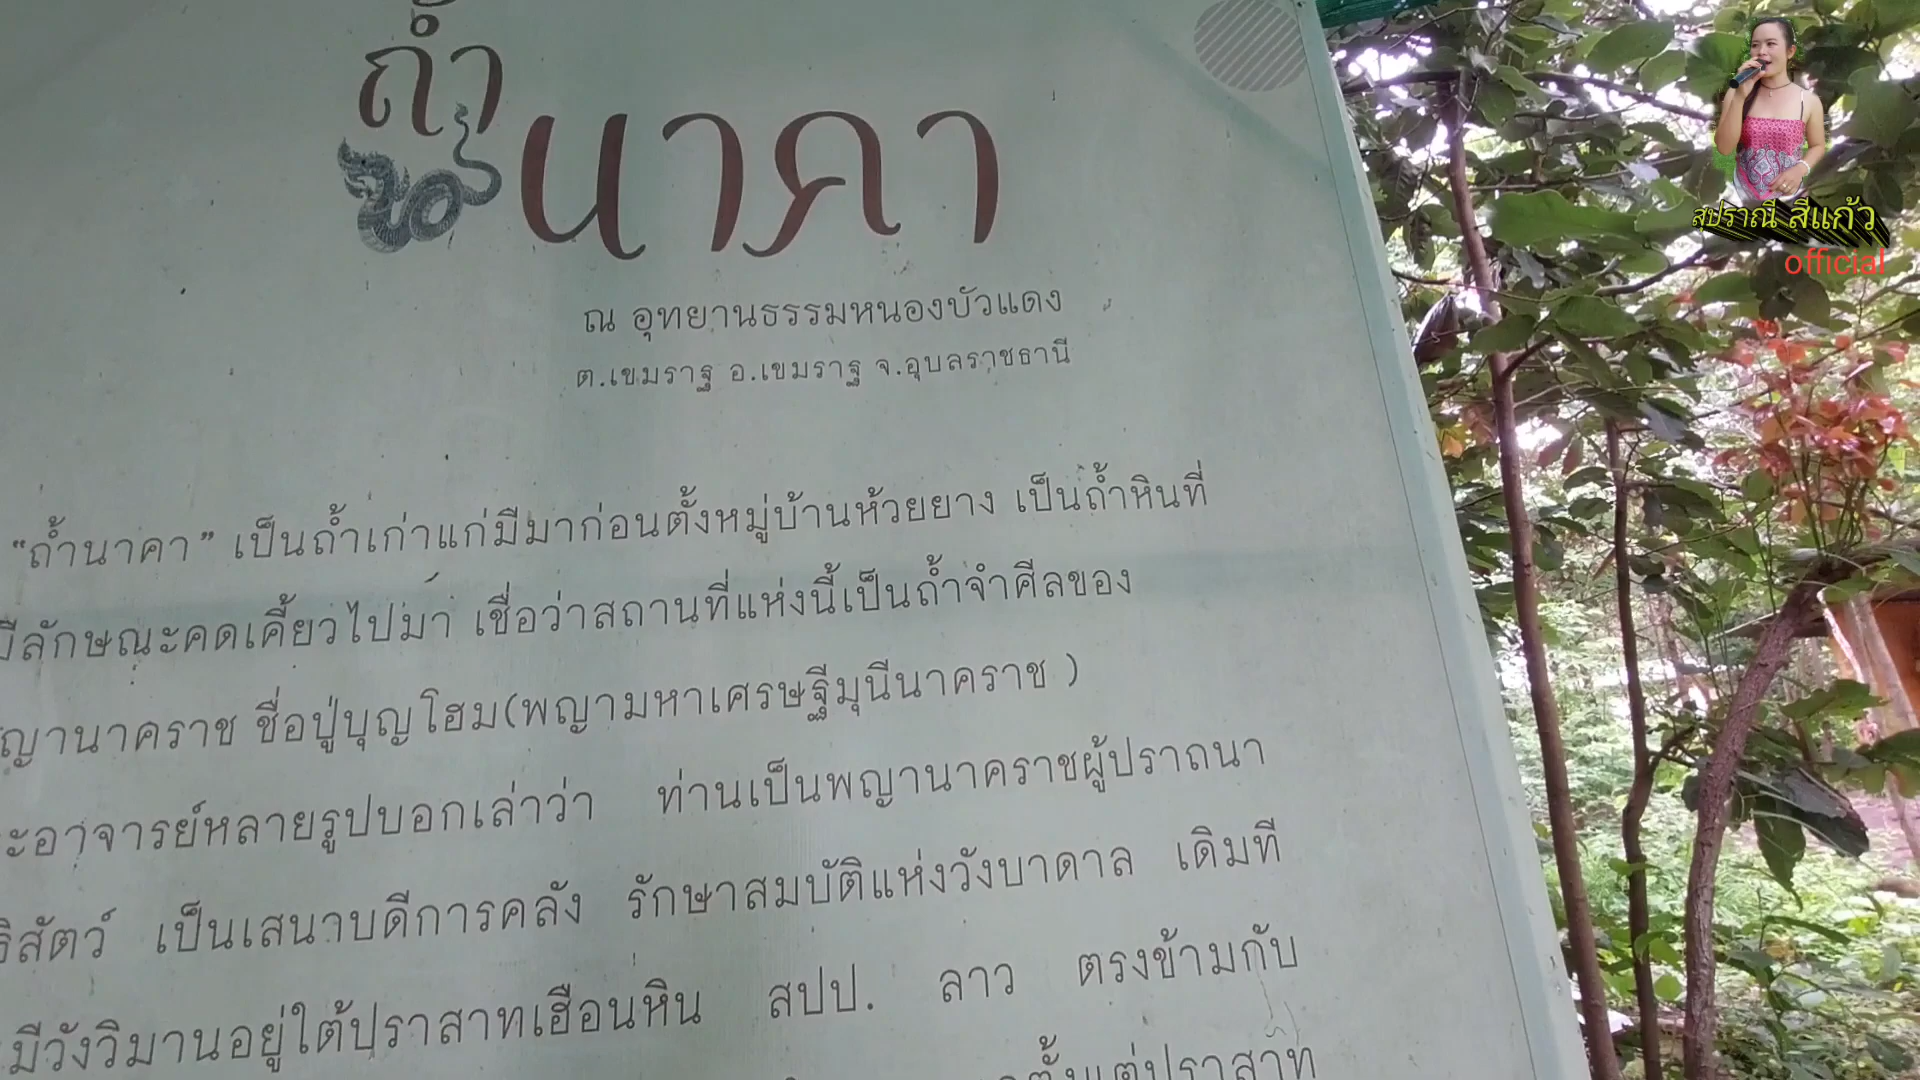 ถ้ำ
นาคา
ณ อุทยานธรรมหนองบัวแดง
ต.เขมราฐ อ.เขมราฐ จ.อุบลราชธานี
“ถ้ำนาคา” เป็นถ้ำเก่าแก่มีมาก่อนตั้งหมู่บ้านห้วยยาง เป็นถ้ำหินที่
มีลักษณะคดเคี้ยวไปมา เชื่อว่าสถานที่แห่งนี้เป็นถ้ำจำศีลของ
ญานาคราช ชื่อปู่บุญโฮม(พญามหาเศรษฐีมุนีนาคราช )
ะอาจารย์หลายรูปบอกเล่าว่า ท่านเป็นพญานาคราชผู้ปราถนา
ธิสัตว์ เป็นเสนาบดีการคลัง รักษาสมบัติแห่งวังบาดาล เดิมที
มีวังวิมานอยู่ใต้ปราสาทเฮือนหิน สปป. ลาว ตรงข้ามกับ
ตั้งแต่ปราสาท
สุปราณี สีแก้ว
official